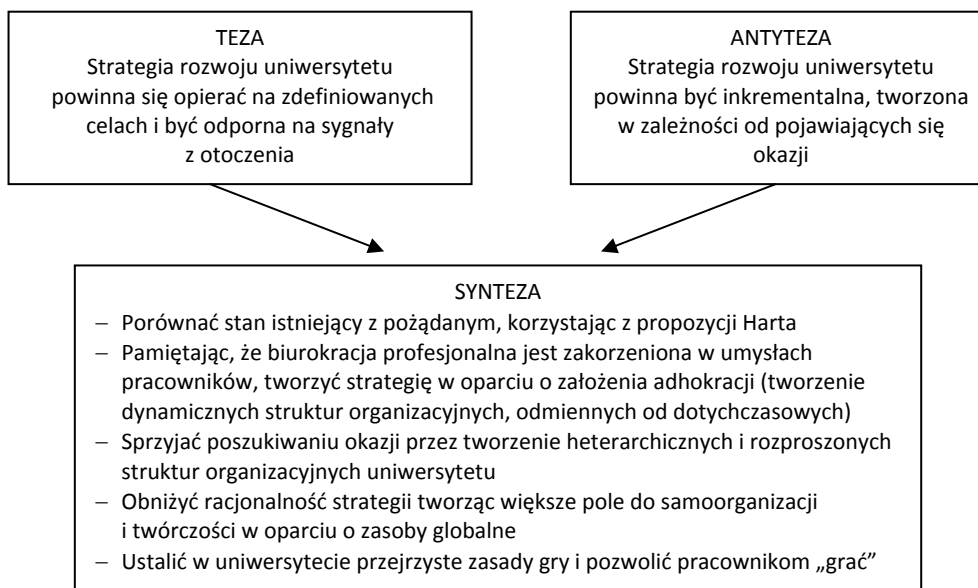 TEZA
Strategia rozwoju uniwersytetu
powinna się opierać na zdefiniowanych
celach i być odporna na sygnały
z otoczenia
ANTYTEZA
Strategia rozwoju uniwersytetu
powinna być inkrementalna, tworzona
w zależności od pojawiających się
okazji
SYNTEZA
– Porównać stan istniejący z pożądanym, korzystając z propozycji Harta
– Pamiętając, że biurokracja profesjonalna jest zakorzeniona w umysłach
pracowników, tworzyć strategię w oparciu o założenia adhokracji (tworzenie
dynamicznych struktur organizacyjnych, odmiennych od dotychczasowych)
– Sprzyjać poszukiwaniu okazji przez tworzenie heterarchicznych i rozproszonych
struktur organizacyjnych uniwersytetu
– Obniżyć racjonalność strategii tworząc większe pole do samoorganizacji
i twórczości w oparciu o zasoby globalne
– Ustalić w uniwersytecie przejrzyste zasady gry i pozwolić pracownikom „grać”